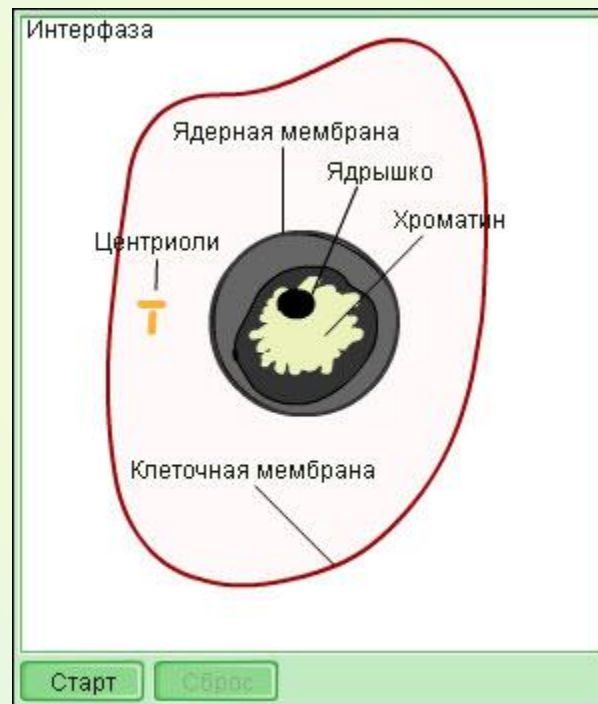 Интерфаза
Ядерная мембрана
Ядрышко
Хроматин
Центриоли
Клеточная мембрана
Старт
Сброс